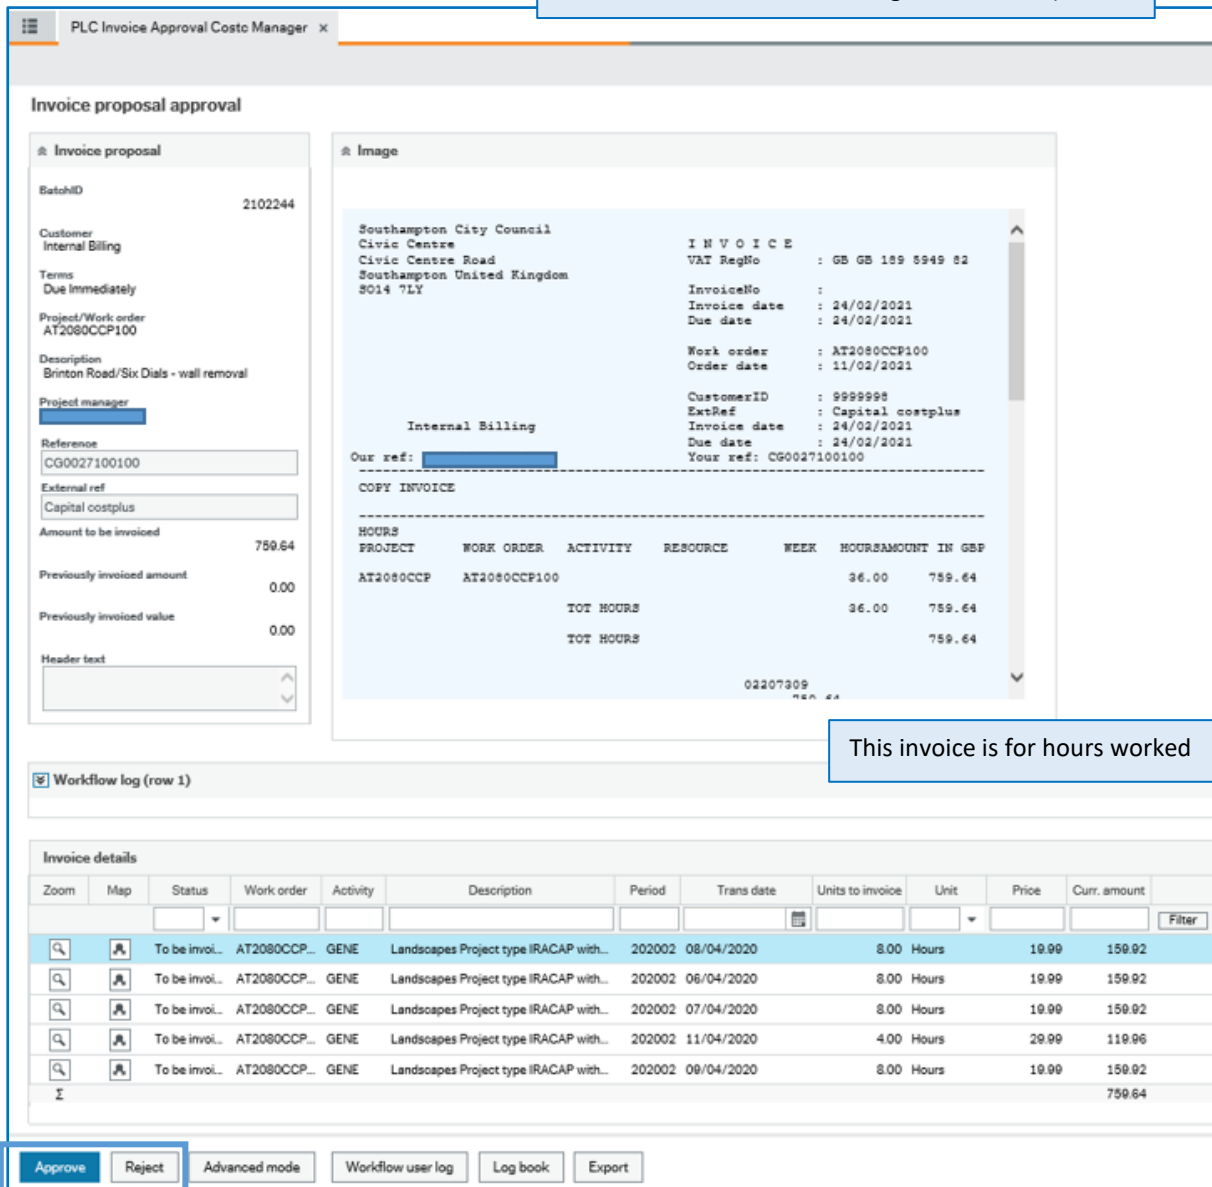 PLC Invoice Approval Costc Manager ×
Invoice proposal approval
Invoice proposal
BatchID
2102244
Customer
Internal Billing
Terms
Due Immediately
Project/Work order
AT2080CCP100
Description
Brinton Road/Six Dials - wall removal
Project manager
Reference
CG0027100100
External ref
Capital costplus
Amount to be invoiced
759.64
Previously invoiced amount
0.00
Previously invoiced value
0.00
Header text
Image
Southampton City Council
Civic Centre I N V O I C E
Civic Centre Road VAT RegNo : GB GB 189 5949 82
Southampton United Kingdom
SO14 7LY InvoiceNo :
Invoice date : 24/02/2021
Due date : 24/02/2021
Work order : AT2080CCP100
Order date : 11/02/2021
CustomerID : 9999998
ExtRef : Capital costplus
Internal Billing Invoice date : 24/02/2021
Due date : 24/02/2021
Our ref: Your ref: CG0027100100
COPY INVOICE
HOURS
PROJECT WORK ORDER ACTIVITY RESOURCE WEEK HOURSAMOUNT IN GBP
AT2080CCP AT2080CCP100 36.00 759.64
TOT HOURS 36.00 759.64
TOT HOURS 759.64
02207309
This invoice is for hours worked
Workflow log (row 1)
Invoice details
Zoom Map Status Work order Activity Description Period Trans date Units to invoice Unit Price Curr. amount
Filter
To be invoi... AT2080CCP... GENE Landscapes Project type IRACAP with... 202002 08/04/2020 8.00 Hours 19.99 159.92
To be invoi... AT2080CCP... GENE Landscapes Project type IRACAP with... 202002 06/04/2020 8.00 Hours 19.99 159.92
To be invoi... AT2080CCP... GENE Landscapes Project type IRACAP with... 202002 07/04/2020 8.00 Hours 19.99 159.92
To be invoi... AT2080CCP... GENE Landscapes Project type IRACAP with... 202002 11/04/2020 4.00 Hours 29.99 119.96
To be invoi... AT2080CCP... GENE Landscapes Project type IRACAP with... 202002 09/04/2020 8.00 Hours 19.99 159.92
Σ 759.64
Approve Reject Advanced mode Workflow user log Log book Export